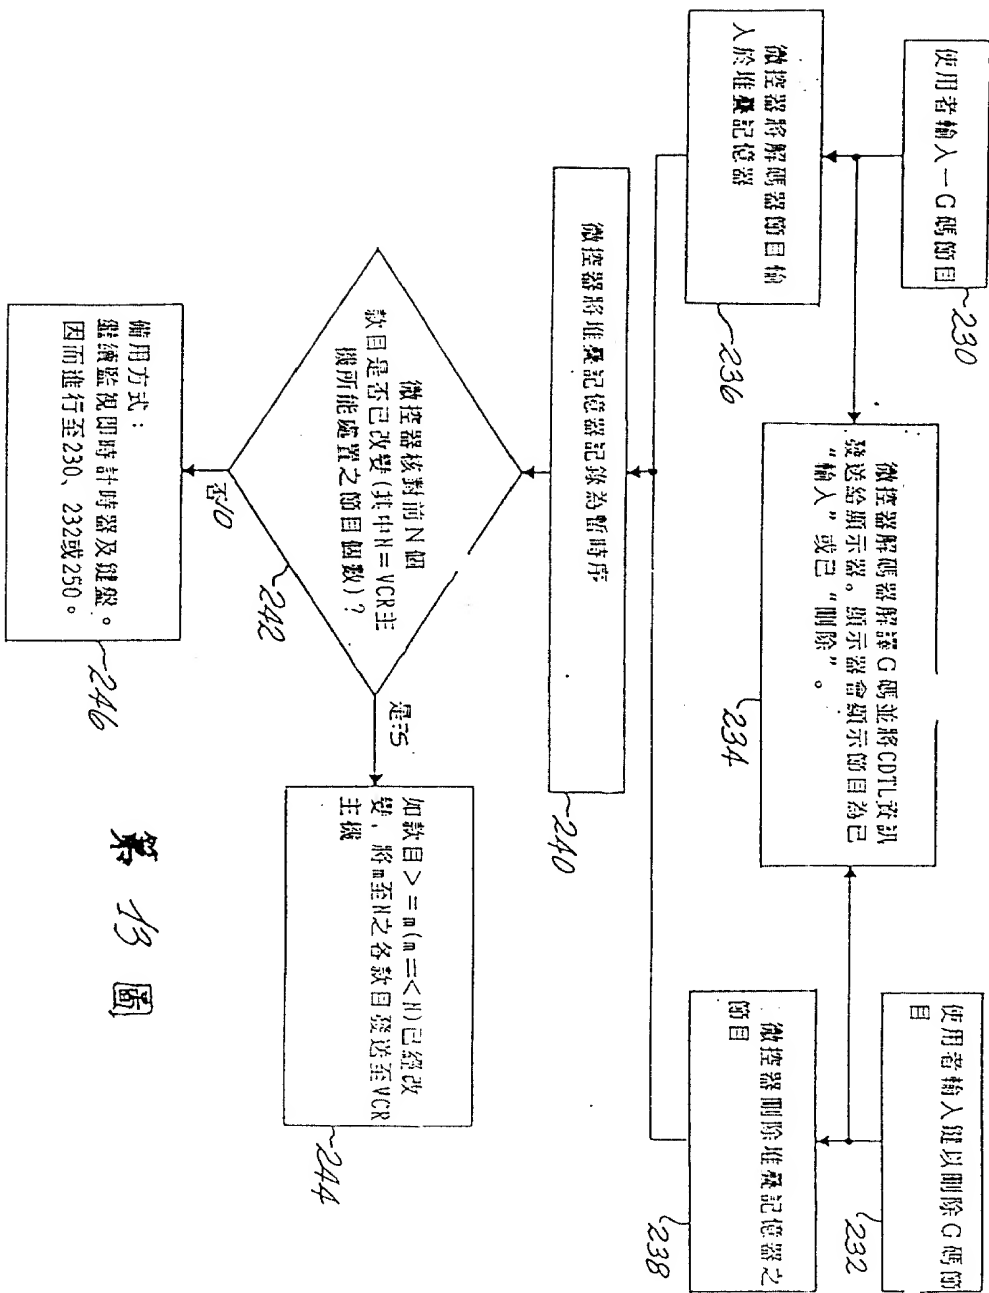 使用者輸入一G碼節目
230
微控器將解碼器節目輸
入於堆疊記憶器
236
微控器解碼器解譯G碼並將CDTL資訊
發送給顯示器。顯示器會顯示節目為已
“輸入”或已“刪除”。
234
使用者輸入鍵以刪除G碼節
目
232
微控器刪除堆疊記憶器之
節目
238
微控器將堆疊記憶器記錄為暫時序
240
微控器核對前N個
款目是否已改變(其中N=VCR主
機所能處置之節目個數)?
242
是
如款目>=m(m=<N)已經改
變,將m至N之各款目發送至VCR
主機
244
否
備用方式:
繼續監視即時計時器及鍵盤。
因而進行至230、232或250。
246
第 13 圖